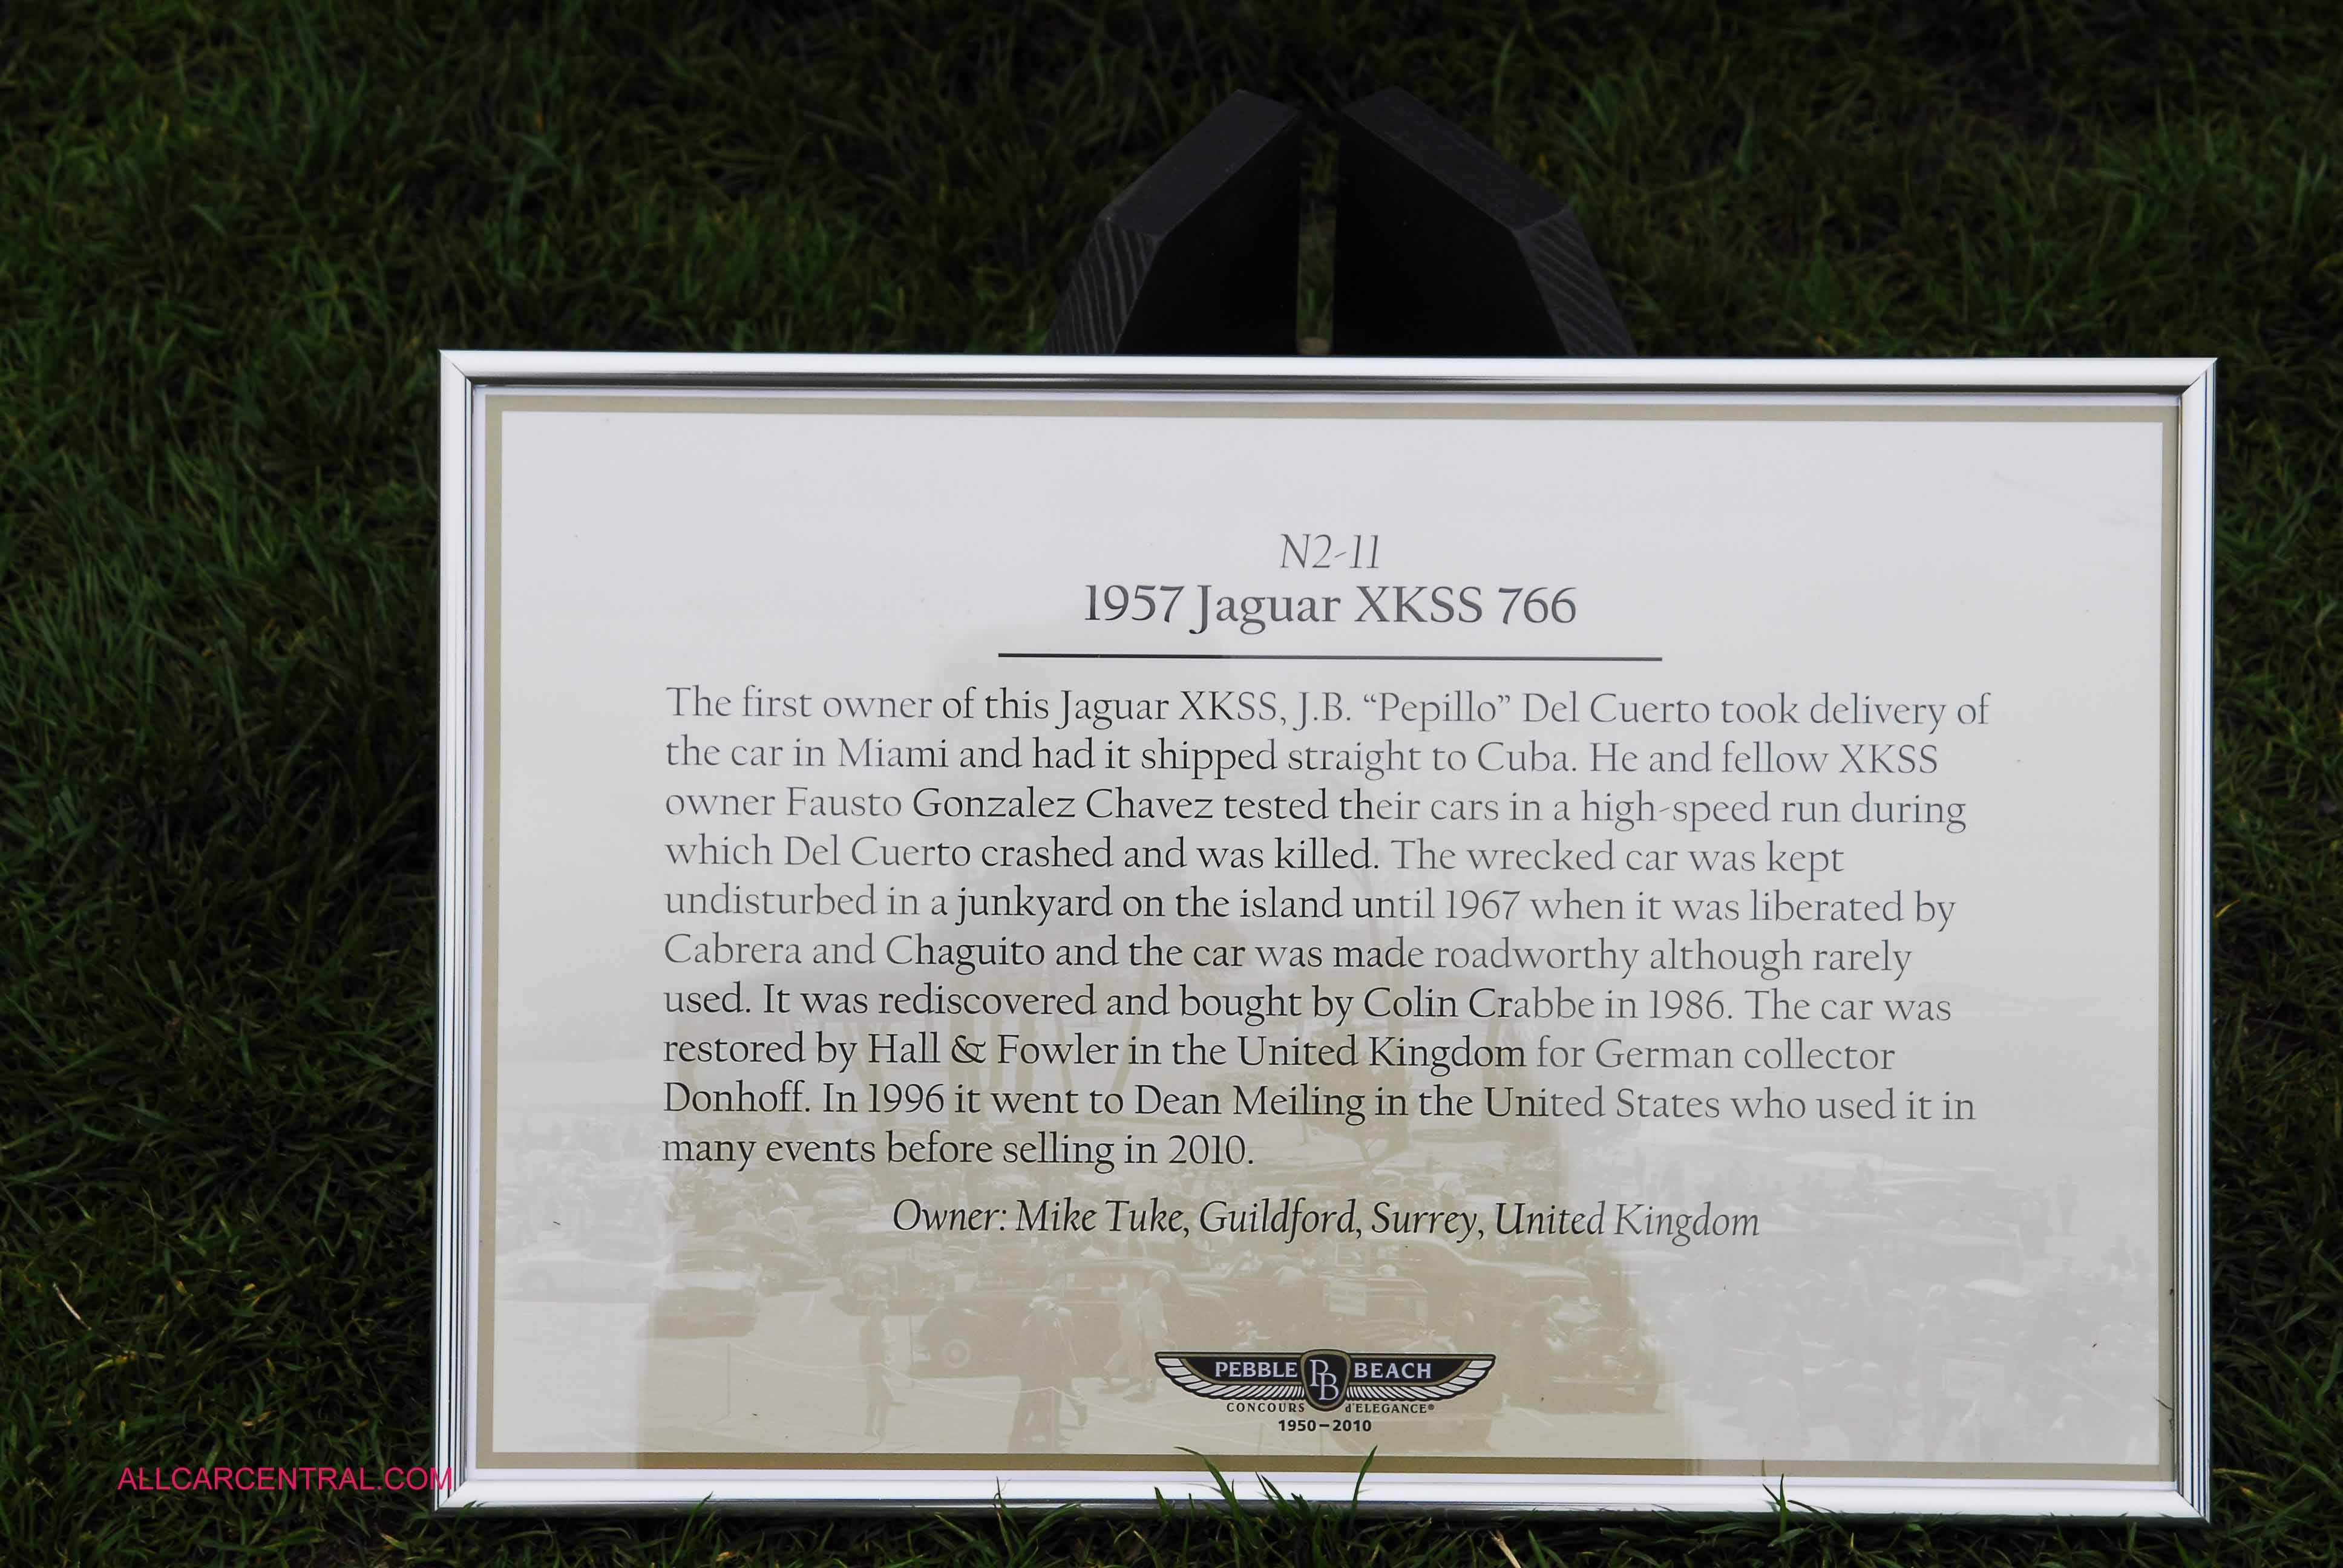 N2-11
1957 Jaguar XKSS 766
The first owner of this Jaguar XKSS, J.B. “Pepillo” Del Cuerto took delivery of
the car in Miami and had it shipped straight to Cuba. He and fellow XKSS
owner Fausto Gonzalez Chavez tested their cars in a high-speed run during
which Del Cuerto crashed and was killed. The wrecked car was kept
undisturbed in a junkyard on the island until 1967 when it was liberated by
Cabrera and Chaguito and the car was made roadworthy although rarely
used. It was rediscovered and bought by Colin Crabbe in 1986. The car was
restored by Hall & Fowler in the United Kingdom for German collector
Donhoff. In 1996 it went to Dean Meiling in the United States who used it in
many events before selling in 2010.
Owner: Mike Tuke, Guildford, Surrey, United Kingdom
PEBBLE PB BEACH
CONCOURS d'ELEGANCE®
1950–2010
ALLCARCENTRAL.COM